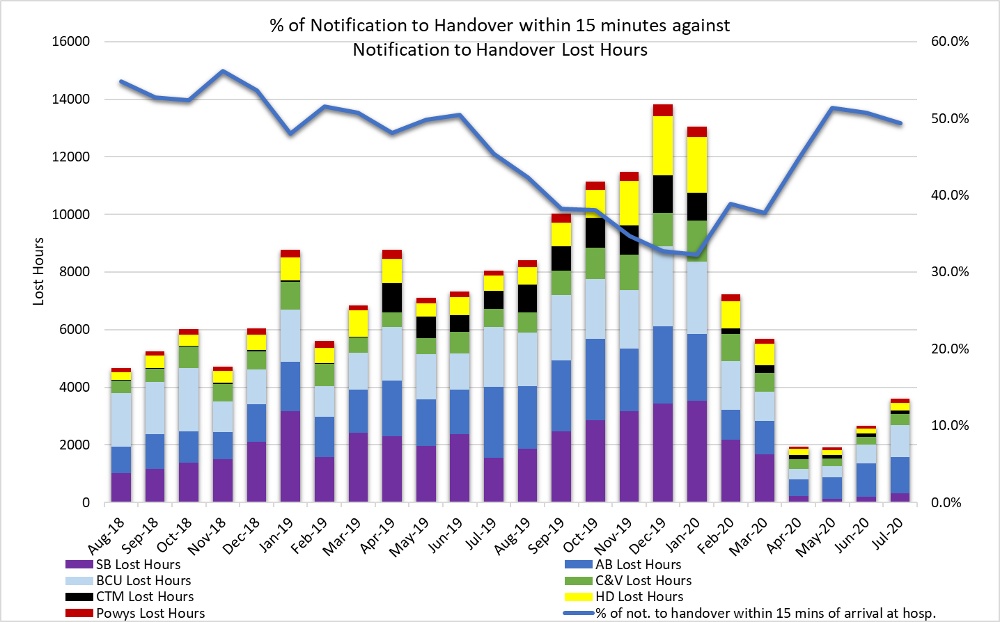 % of Notification to Handover within 15 minutes against
Notification to Handover Lost Hours
16000
14000
12000
10000
8000
6000
4000
2000
0
Lost Hours
60.0%
50.0%
40.0%
30.0%
20.0%
10.0%
0.0%
Aug-18
Sep-18
Oct-18
Nov-18
Dec-18
Jan-19
Feb-19
Mar-19
Apr-19
May-19
Jun-19
Jul-19
Aug-19
Sep-19
Oct-19
Nov-19
Dec-19
Jan-20
Feb-20
Mar-20
Apr-20
May-20
Jun-20
Jul-20
SB Lost Hours
AB Lost Hours
BCU Lost Hours
C&V Lost Hours
CTM Lost Hours
HD Lost Hours
Powys Lost Hours
% of not. to handover within 15 mins of arrival at hosp.